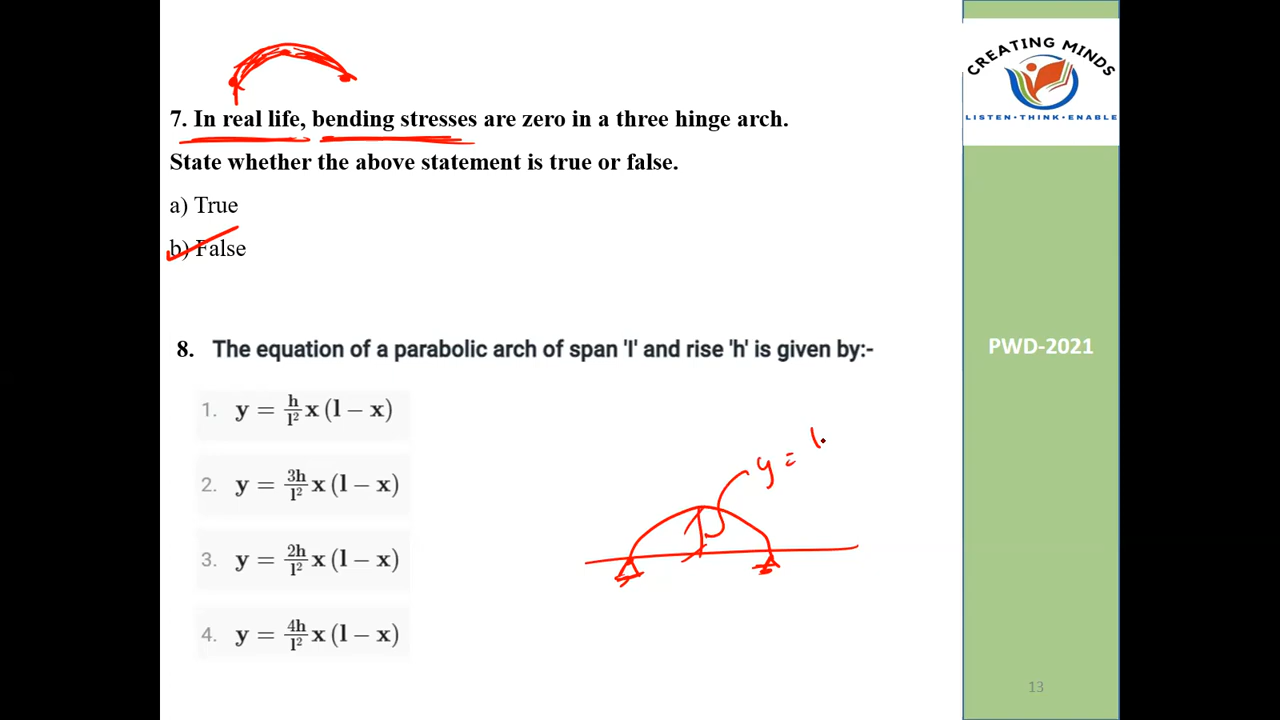 CREATING MINDS
LISTEN•THINK•ENABLE
7. In real life, bending stresses are zero in a three hinge arch.
State whether the above statement is true or false.
a) True
b) False
PWD-2021
8. The equation of a parabolic arch of span 'l' and rise 'h' is given by:-
1. y = h/l² x (l – x)
2. y = 3h/l² x (l – x)
3. y = 2h/l² x (l – x)
4. y = 4h/l² x (l – x)
y =
13